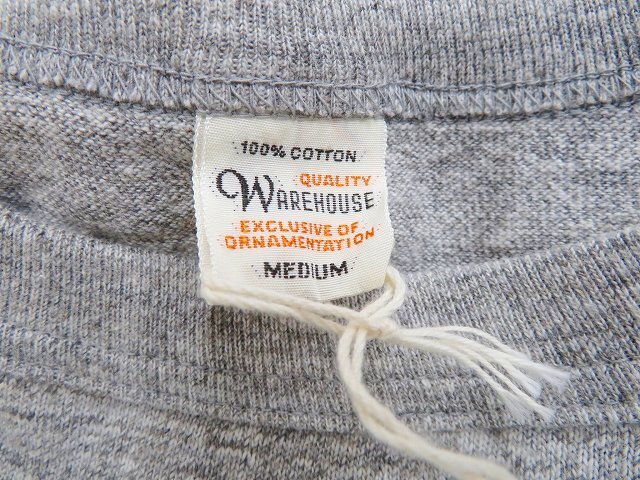 100% COTTON
QUALITY
WAREHOUSE
EXCLUSIVE OF
ORNAMENTATION
MEDIUM